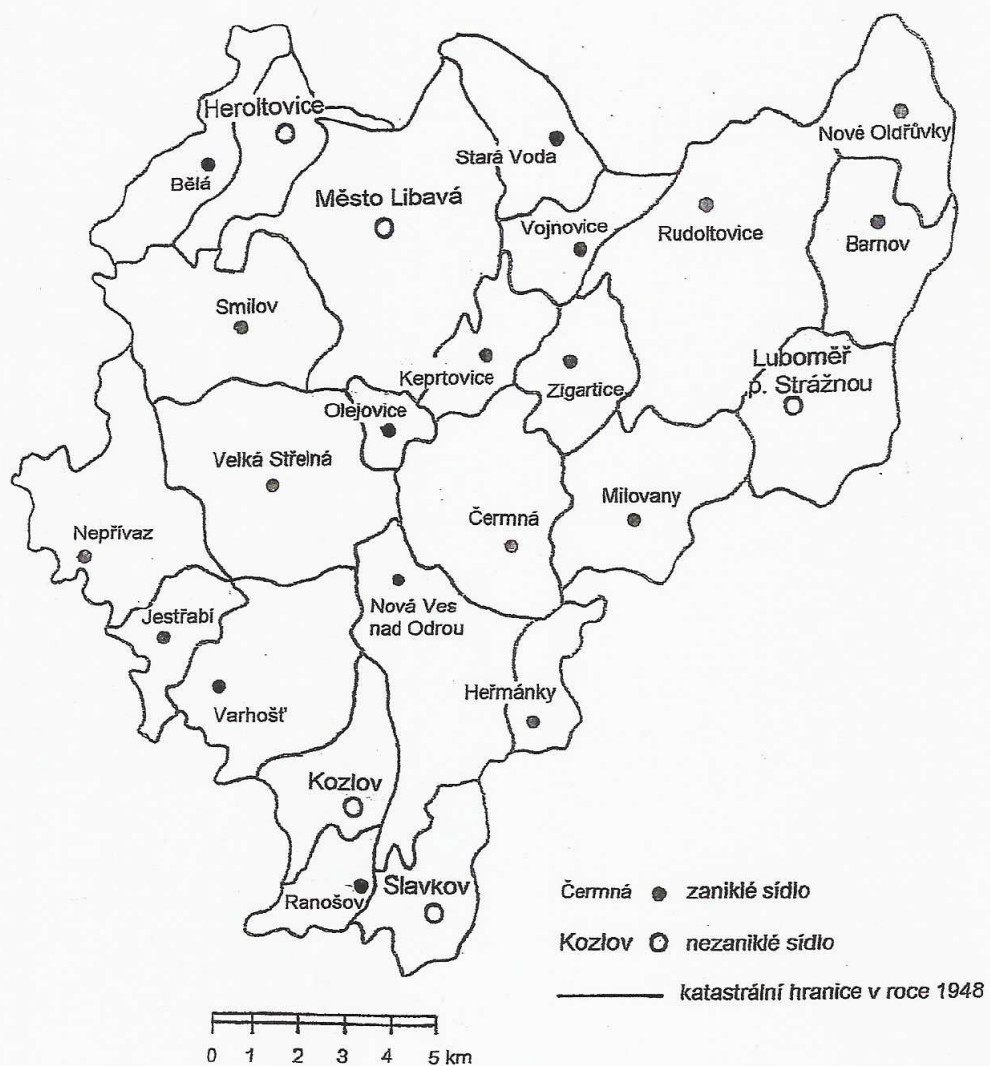 Heroltovice
Nové Oldřůvky
Stará Voda
Bělá
Město Libavá
Vojnovice
Rudoltovice
Barnov
Smilov
Luboměř
p. Strážnou
Keprtovice
Zigartice
Olejovice
Velká Střelná
Milovany
Čermná
Nepřívaz
Jestřabí
Nová Ves
nad Odrou
Heřmánky
Varhošť
Kozlov
Ranošov
Slavkov
Čermná zaniklé sídlo
Kozlov nezaniklé sídlo
katastrální hranice v roce 1948
0 1 2 3 4 5 km